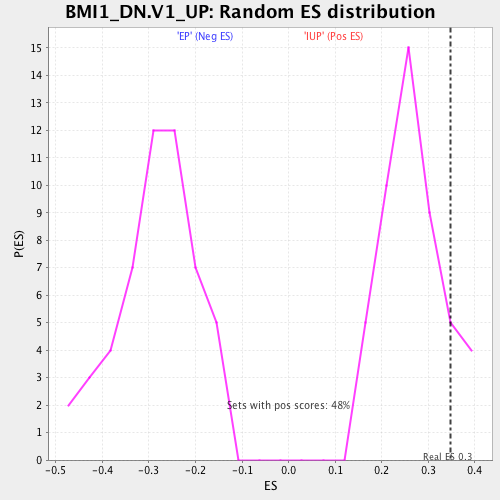 BMI1_DN.V1_UP: Random ES distribution
'EP' (Neg ES) 'IUP' (Pos ES)
15
14
13
12
11
10
9
8
7
6
5
4
3
2
1
0
P(ES)
Sets with pos scores: 48%
Real ES 0.3
-0.5 -0.4 -0.3 -0.2 -0.1 0.0 0.1 0.2 0.3 0.4
ES